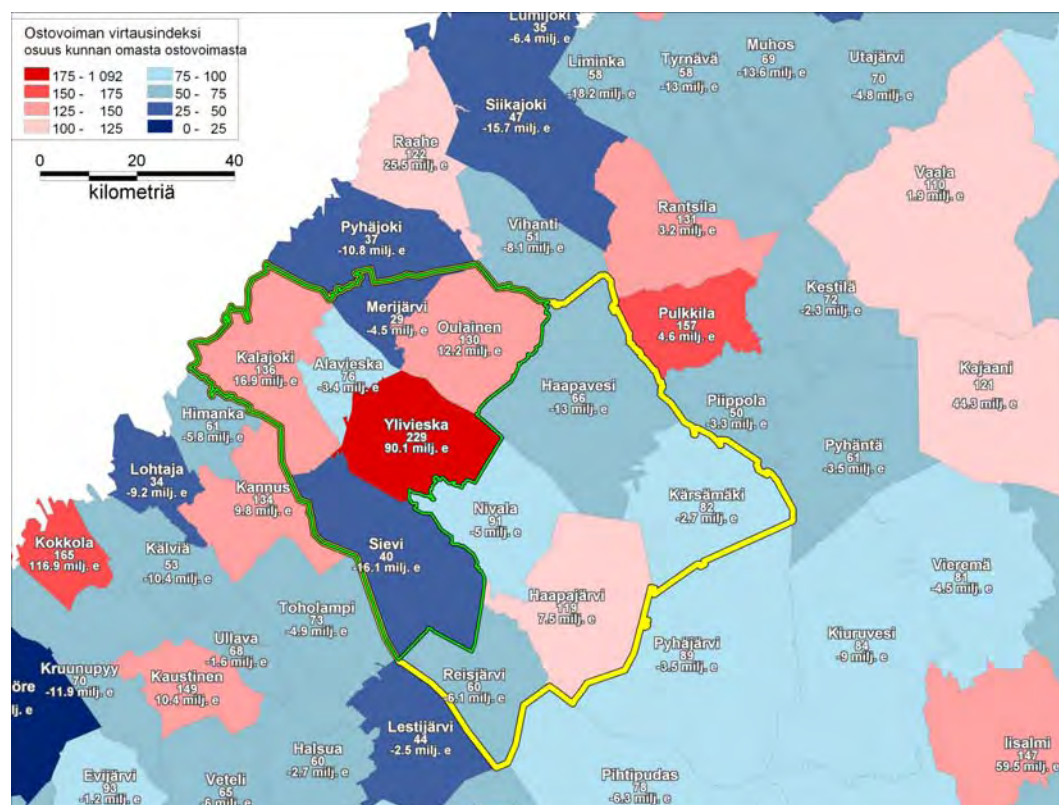 Ostovoiman virtausindeksi
osuus kunnan omasta ostovoimasta
175 - 1 092
150 - 175
125 - 150
100 - 125
75 - 100
50 - 75
25 - 50
0 - 25
0 20 40
kilometriä
Lumijoki
35
-6.4 milj. e
Liminka
58
-18.2 milj. e
Tyrnävä
58
-13 milj. e
Muhos
69
-13.6 milj. e
Utajärvi
70
-4.8 milj. e
Siikajoki
47
-15.7 milj. e
Raahe
122
25.5 milj. e
Vaala
110
1.9 milj. e
Rantsila
131
3.2 milj. e
Vihanti
51
-8.1 milj. e
Pyhäjoki
37
-10.8 milj. e
Kestilä
72
-2.3 milj. e
Merijärvi
29
-4.5 milj. e
Pulkkila
157
4.6 milj. e
Oulainen
130
12.2 milj. e
Kalajoki
136
16.9 milj. e
Alavieska
76
-3.4 milj. e
Kajaani
121
44.3 milj. e
Haapavesi
66
-13 milj. e
Piippola
50
-3.3 milj. e
Himanka
61
-5.8 milj. e
Ylivieska
229
90.1 milj. e
Pyhäntä
61
-3.5 milj. e
Lohtaja
34
-9.2 milj. e
Kannus
134
9.8 milj. e
Nivala
91
-5 milj. e
Kärsämäki
82
-2.7 milj. e
Kokkola
165
116.9 milj. e
Kälviä
53
-10.4 milj. e
Sievi
40
-16.1 milj. e
Vieremä
81
-4.5 milj. e
Haapajärvi
119
7.5 milj. e
Toholampi
73
-4.9 milj. e
Ullava
68
-1.6 milj. e
Pyhäjärvi
89
-3.5 milj. e
Kiuruvesi
84
-9 milj. e
Kruunupyy
70
-11.9 milj. e
Kaustinen
149
10.4 milj. e
Reisjärvi
60
-6.1 milj. e
öre
j. e
Lestijärvi
44
-2.5 milj. e
Iisalmi
147
59.5 milj. e
Halsua
60
-2.7 milj. e
Evijärvi
93
-1.2 milj. e
Veteli
65
-6 milj. e
Pihtipudas
78
-6.3 milj. e